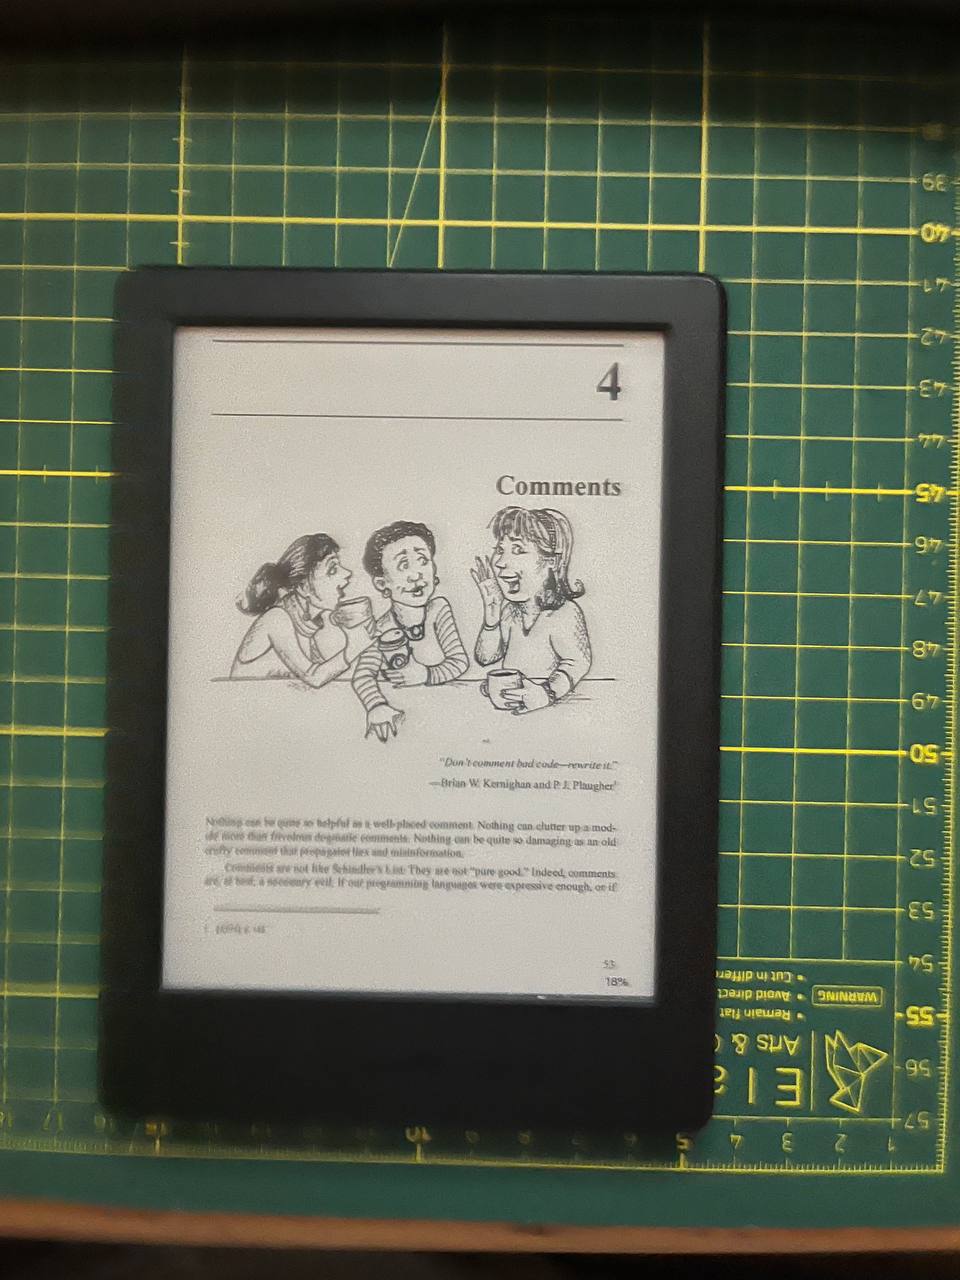 4
Comments
"Don't comment bad code—rewrite it."
—Brian W. Kernighan and P. J. Plaugher¹
Nothing can be quite so helpful as a well-placed comment. Nothing can clutter up a mod-
ule more than frivolous dogmatic comments. Nothing can be quite so damaging as an old
crufty comment that propagates lies and misinformation.
Comments are not like Schindler's List. They are not "pure good." Indeed, comments
are, at best, a necessary evil. If our programming languages were expressive enough, or if
53
18%
39
40
41
42
43
44
45
46
47
48
49
50
51
52
53
54
55
56
57
• Cut in differen
• Avoid direct
• Remain flat
WARNING
Arts &
Ela
10
5
4
3
2
1